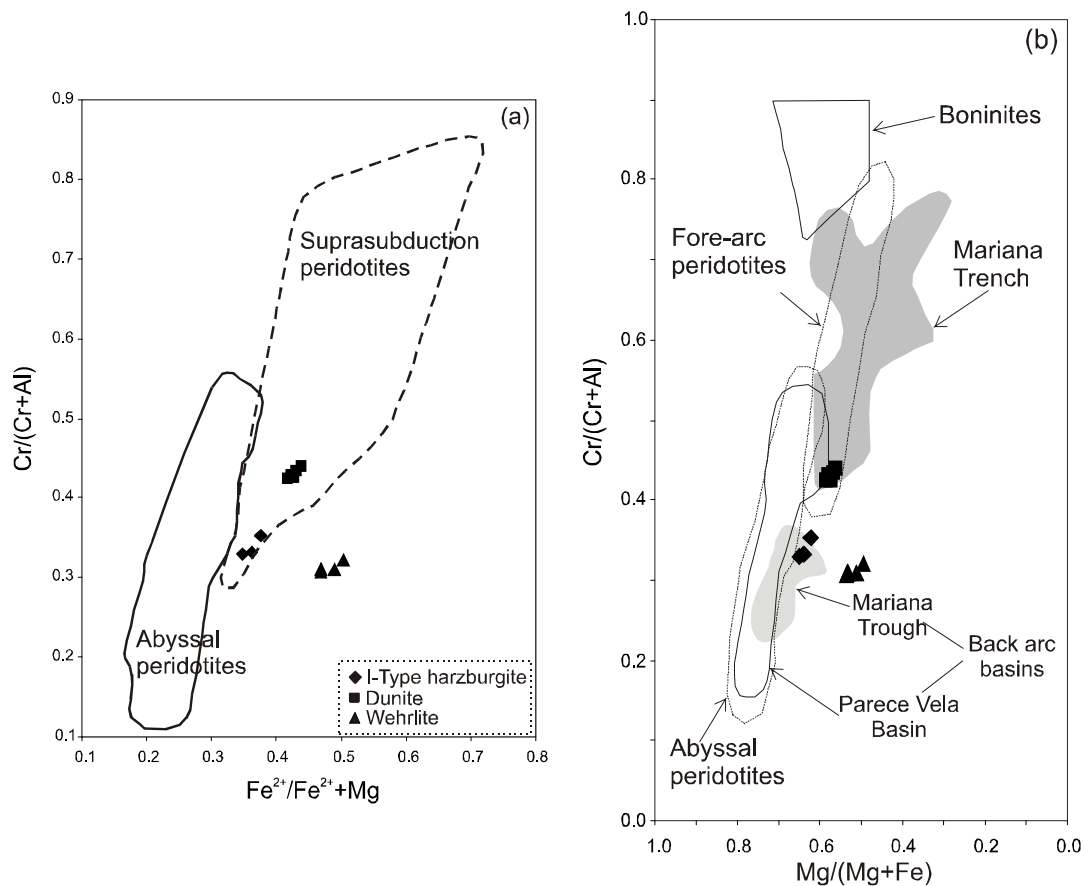 (a)
0.9
0.8
0.7
0.6
0.5
0.4
0.3
0.2
0.1
Cr/(Cr+Al)
Suprasubduction
peridotites
Abyssal
peridotites
I-Type harzburgite
Dunite
Wehrlite
0.1 0.2 0.3 0.4 0.5 0.6 0.7 0.8
Fe²⁺/Fe²⁺+Mg
(b)
1.0
0.8
0.6
0.4
0.2
0.0
Cr/(Cr+Al)
Boninites
Fore-arc
peridotites
Mariana
Trench
Mariana
Trough
Back arc
basins
Parece Vela
Basin
Abyssal
peridotites
1.0 0.8 0.6 0.4 0.2 0.0
Mg/(Mg+Fe)